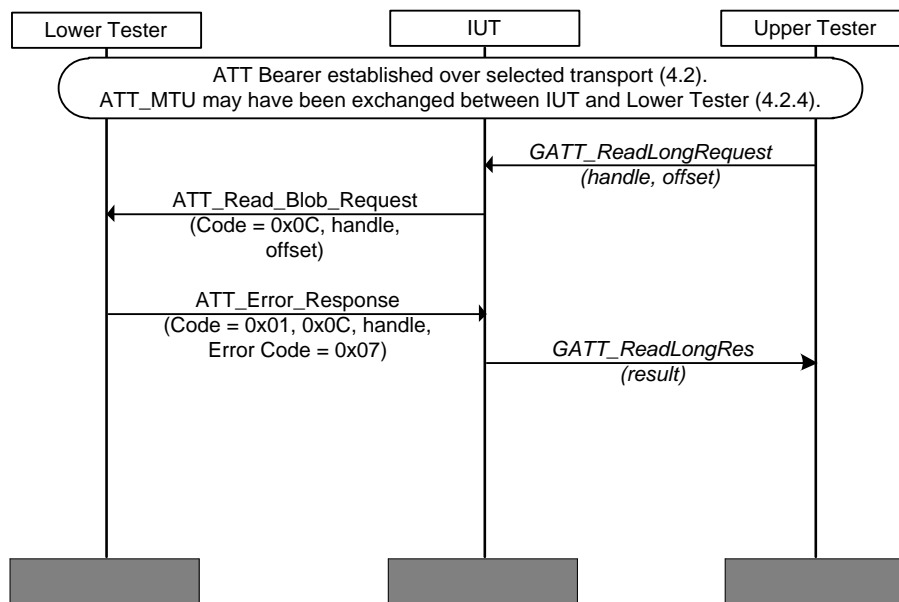 Lower Tester
IUT
Upper Tester
ATT Bearer established over selected transport (4.2).
ATT_MTU may have been exchanged between IUT and Lower Tester (4.2.4).
GATT_ReadLongRequest
(handle, offset)
ATT_Read_Blob_Request
(Code = 0x0C, handle,
offset)
ATT_Error_Response
(Code = 0x01, 0x0C, handle,
Error Code = 0x07)
GATT_ReadLongRes
(result)